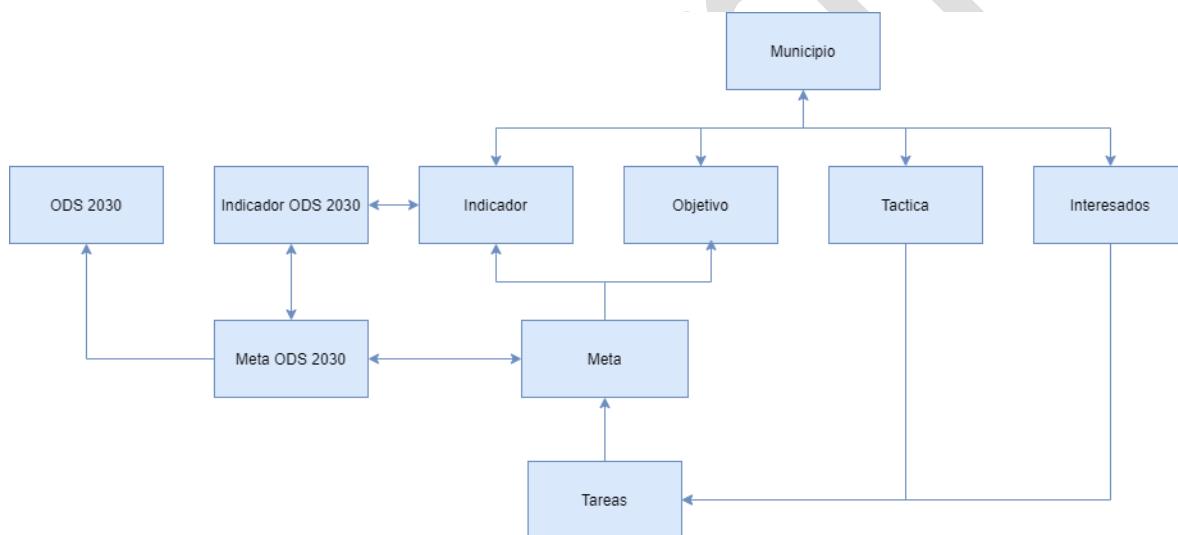 Municipio
ODS 2030
Indicador ODS 2030
Indicador
Objetivo
Tactica
Interesados
Meta ODS 2030
Meta
Tareas